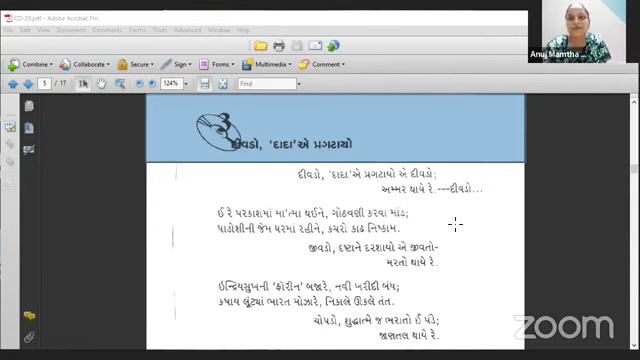 CD-29.pdf - Adobe Acrobat Pro
File Edit View Document Comments Forms Tools Advanced Window Help
Combine Collaborate Secure Sign Forms Multimedia Comment
5 / 17 124% Find
Anuj Mamtha
3
દીવડો, 'દાદા'એ પ્રગટાયો
દીવડો, 'દાદા'એ પ્રગટાયો એ દીવડો;
અમ્મર થાયે રે.---દીવડો...
ઈ રે પરકાશમાં મા'ત્મા થઈને, ગોઠવણી કરવા માંડ;
પાડોશીની જેમ ઘરમાં રહીને, કચરો કાઢ નિષ્કામ.
જીવડો, દષ્ટાને દરશાયો એ જીવતો-
મરતો થાયે રે.
ઇન્દ્રિયસુખની 'ફોરીન' બજારે, નવી ખરીદી બંધ;
કષાય લૂંટ્યાં ભારત મોઝારે, નિકાલે ઊકલે તંત.
ચોપડો, શુદ્ધાત્મે જ ભરાતો ઈ પંડે;
જાણતલ થાયે રે.
LIVE
zoom